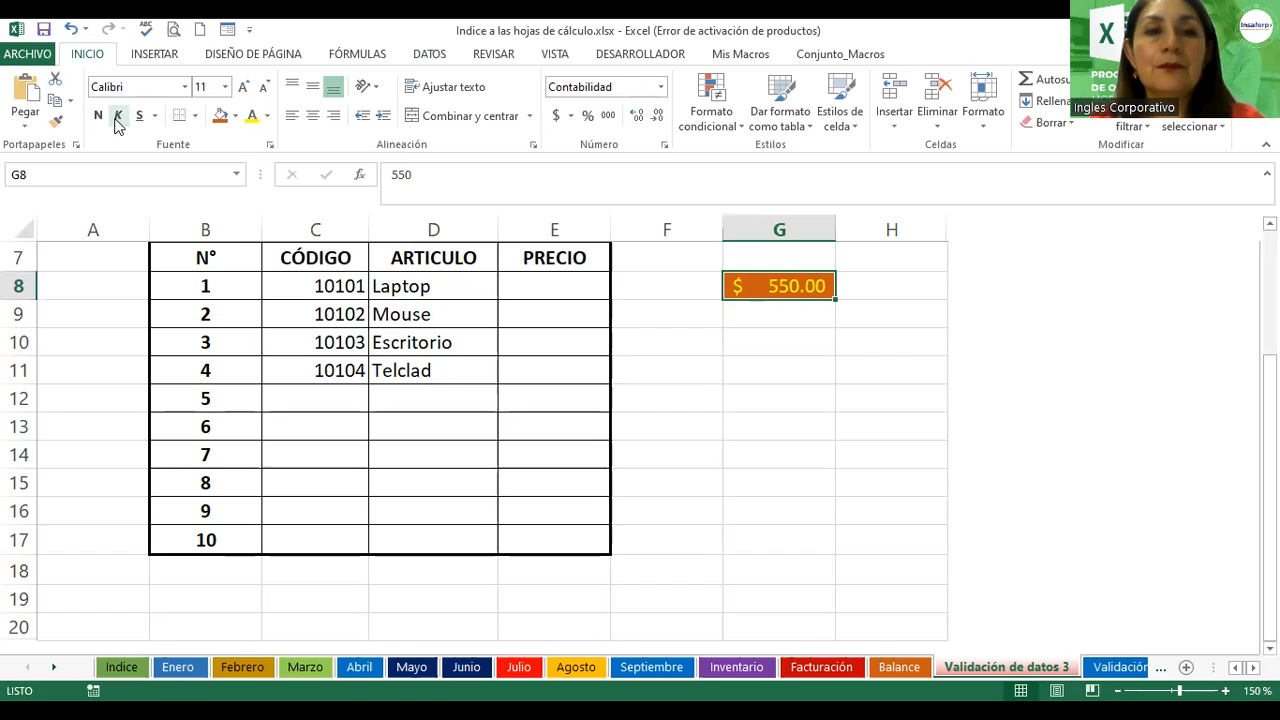 Indice a las hojas de cálculo.xlsx - Excel (Error de activación de productos)
ARCHIVO INICIO INSERTAR DISEÑO DE PÁGINA FÓRMULAS DATOS REVISAR VISTA DESARROLLADOR Mis Macros Conjunto_Macros
Insaforp
Ingles Corporativo
Pegar
Calibri 11
N K S
Ajustar texto
Combinar y centrar
Contabilidad
$ % 000
Formato condicional
Dar formato como tabla
Estilos de celda
Insertar
Eliminar
Formato
Autosu
Rellena
Borrar
filtrar
seleccionar
Portapapeles Fuente Alineación Número Estilos Celdas Modificar
G8 fx 550
A B C D E F G H
7 N° CÓDIGO ARTICULO PRECIO
8 1 10101 Laptop $ 550.00
9 2 10102 Mouse
10 3 10103 Escritorio
11 4 10104 Telclad
12 5
13 6
14 7
15 8
16 9
17 10
18
19
20
Indice Enero Febrero Marzo Abril Mayo Junio Julio Agosto Septiembre Inventario Facturación Balance Validación de datos 3 Validación ...
LISTO 150 %